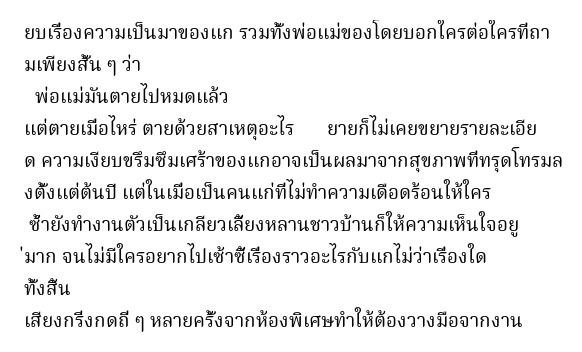 ยบเรื่องความเป็นมาของแก รวมทั้งพ่อแม่ของโดยบอกใครต่อใครที่ถา
มเพียงสั้น ๆ ว่า
พ่อแม่มันตายไปหมดแล้ว
แต่ตายเมื่อไหร่ ตายด้วยสาเหตุอะไร ยายก็ไม่เคยขยายรายละเอีย
ด ความเงียบขรึมซึมเศร้าของแกอาจเป็นผลมาจากสุขภาพที่ทรุดโทรมล
งตั้งแต่ต้นปี แต่ในเมื่อเป็นคนแก่ที่ไม่ทำความเดือดร้อนให้ใคร
ซ้ำยังทำงานตัวเป็นเกลียวเลี้ยงหลานชาวบ้านก็ให้ความเห็นใจอยู
่มาก จนไม่มีใครอยากไปเซ้าซี้เรื่องราวอะไรกับแกไม่ว่าเรื่องใด
ทั้งสิ้น
เสียงกริ่งกดถี่ ๆ หลายครั้งจากห้องพิเศษทำให้ต้องวางมือจากงาน